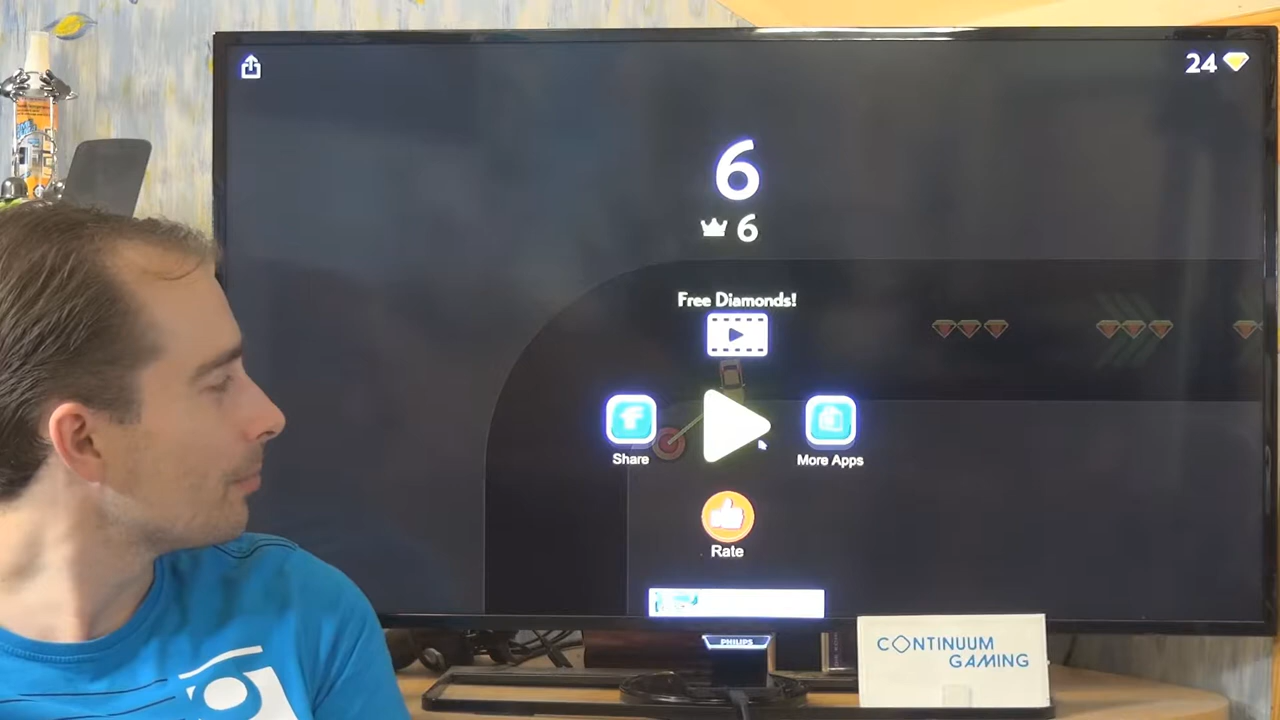 24
6
6
Free Diamonds!
Share
More Apps
Rate
PHILIPS
CONTINUUM
GAMING